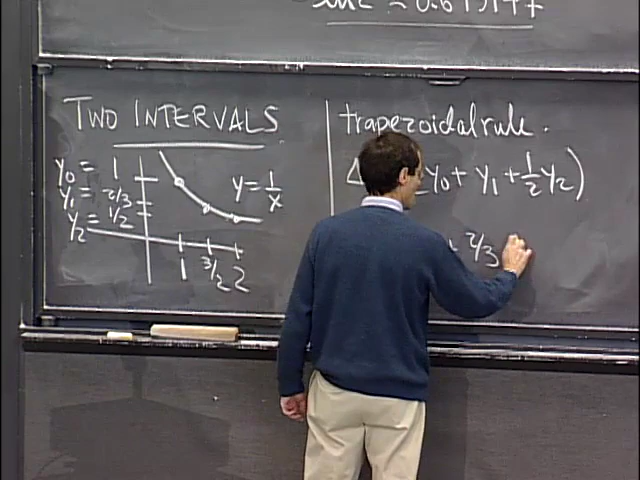 TWO INTERVALS
y₀ = 1
y₁ = 2/3
y₂ = 1/2
y = 1/x
1 3/2 2
trapezoidal rule.
y₀ + y₁ + 1/2 y₂)
2/3